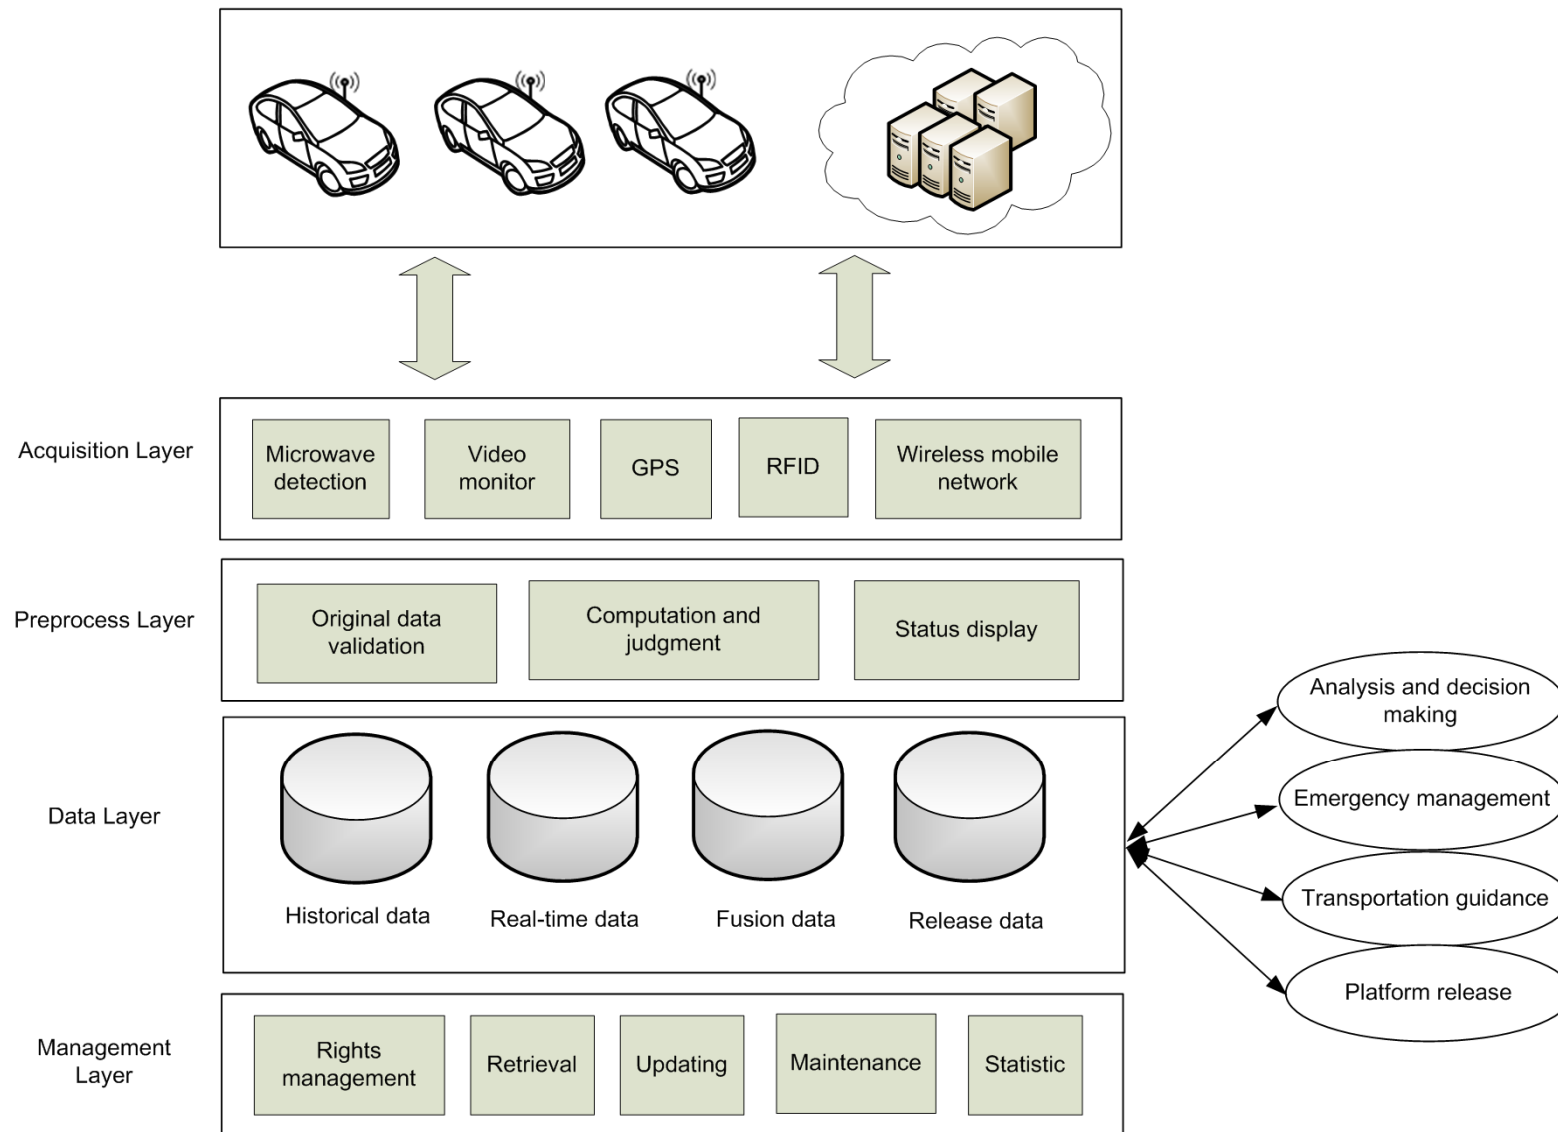 Acquisition Layer
Microwave
detection
Video
monitor
GPS
RFID
Wireless mobile
network
Preprocess Layer
Original data
validation
Computation and
judgment
Status display
Data Layer
Historical data
Real-time data
Fusion data
Release data
Analysis and decision
making
Emergency management
Transportation guidance
Platform release
Management
Layer
Rights
management
Retrieval
Updating
Maintenance
Statistic